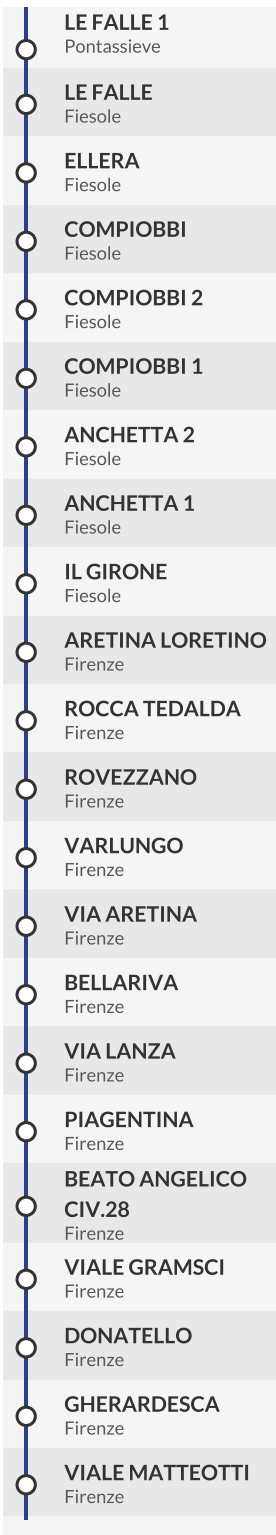 LE FALLE 1
Pontassieve
LE FALLE
Fiesole
ELLERA
Fiesole
COMPIOBBI
Fiesole
COMPIOBBI 2
Fiesole
COMPIOBBI 1
Fiesole
ANCHETTA 2
Fiesole
ANCHETTA 1
Fiesole
IL GIRONE
Fiesole
ARETINA LORETINO
Firenze
ROCCA TEDALDA
Firenze
ROVEZZANO
Firenze
VARLUNGO
Firenze
VIA ARETINA
Firenze
BELLARIVA
Firenze
VIA LANZA
Firenze
PIAGENTINA
Firenze
BEATO ANGELICO
CIV.28
Firenze
VIALE GRAMSCI
Firenze
DONATELLO
Firenze
GHERARDESCA
Firenze
VIALE MATTEOTTI
Firenze